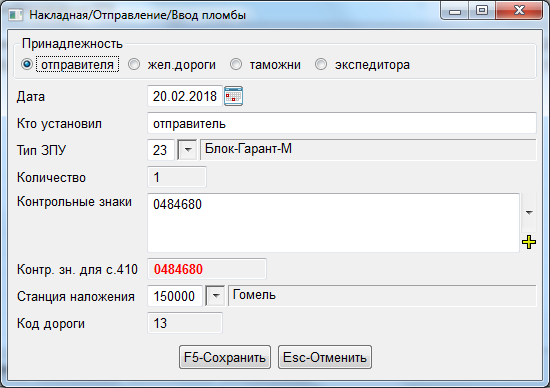 Накладная/Отправление/Ввод пломбы
Принадлежность
отправителя жел.дороги таможни экспедитора
Дата 20.02.2018
Кто установил отправитель
Тип ЗПУ 23 Блок-Гарант-М
Количество 1
Контрольные знаки 0484680
Контр. зн. для с.410 0484680
Станция наложения 150000 Гомель
Код дороги 13
F5-Сохранить Esc-Отменить